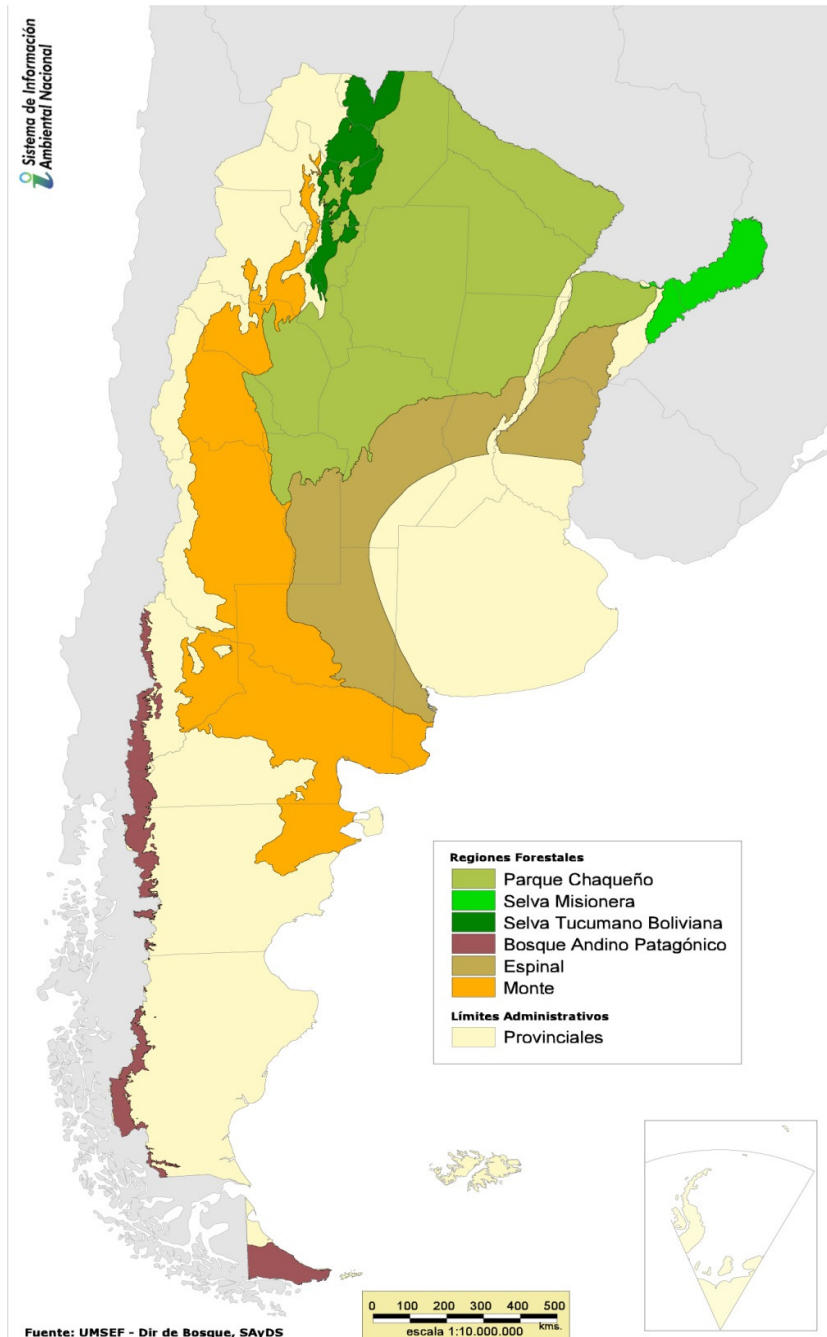 Sistema de Información
Ambiental Nacional
Regiones Forestales
Parque Chaqueño
Selva Misionera
Selva Tucumano Boliviana
Bosque Andino Patagónico
Espinal
Monte
Límites Administrativos
Provinciales
0 100 200 300 400 500
kms.
escala 1:10.000.000
Fuente: UMSEF - Dir de Bosque, SAyDS